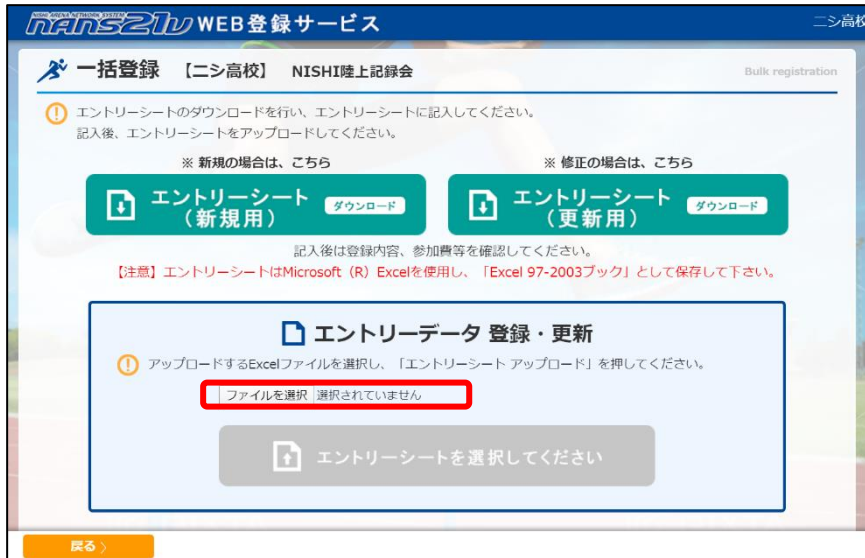 NISHI ARENA NETWORK SYSTEM
NANS21V WEB登録サービス
ニシ高校
一括登録 【ニシ高校】 NISHI陸上記録会
Bulk registration
エントリーシートのダウンロードを行い、エントリーシートに記入してください。
記入後、エントリーシートをアップロードしてください。
※ 新規の場合は、こちら
※ 修正の場合は、こちら
エントリーシート
（新規用）
ダウンロード
エントリーシート
（更新用）
ダウンロード
記入後は登録内容、参加費等を確認してください。
【注意】エントリーシートはMicrosoft（R）Excelを使用し、「Excel 97-2003ブック」として保存して下さい。
エントリーデータ 登録・更新
アップロードするExcelファイルを選択し、「エントリーシート アップロード」を押してください。
ファイルを選択 選択されていません
エントリーシートを選択してください
戻る 〉